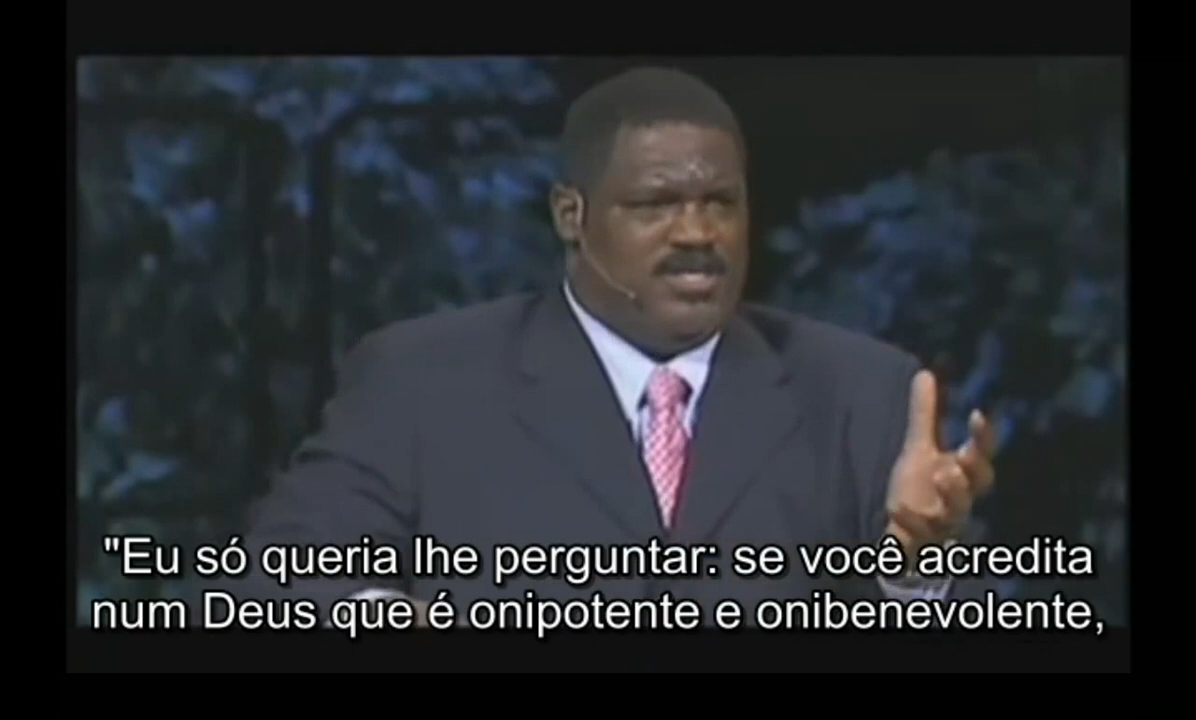 "Eu só queria lhe perguntar: se você acredita
num Deus que é onipotente e onibenevolente,